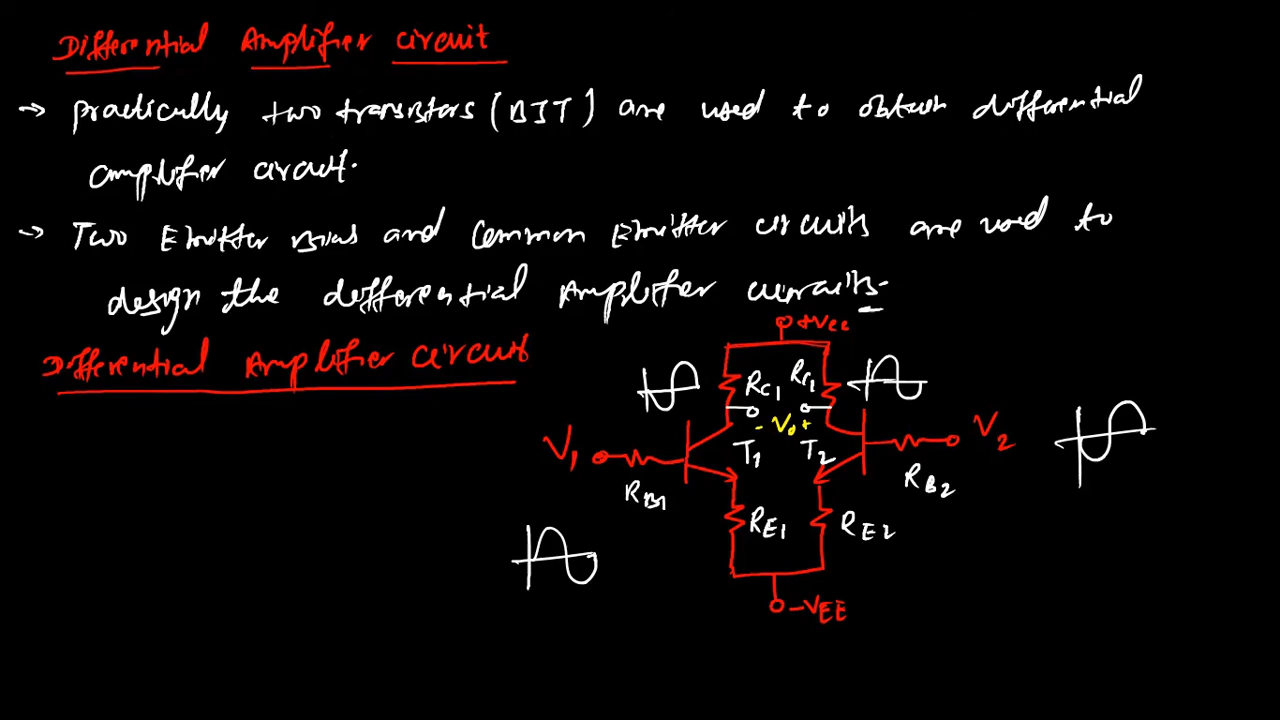 Differential Amplifier circuit
→ practically two transistors (BJT) are used to obtain differential
amplifier circuit.
→ Two Emitter Bias and Common Emitter circuits are used to
design the differential Amplifier circuits.
+Vcc
Differential Amplifier circuit
RC1 RC1
- Vo +
V1 T1 T2 V2
RB1 RB2
RE1 RE2
-VEE